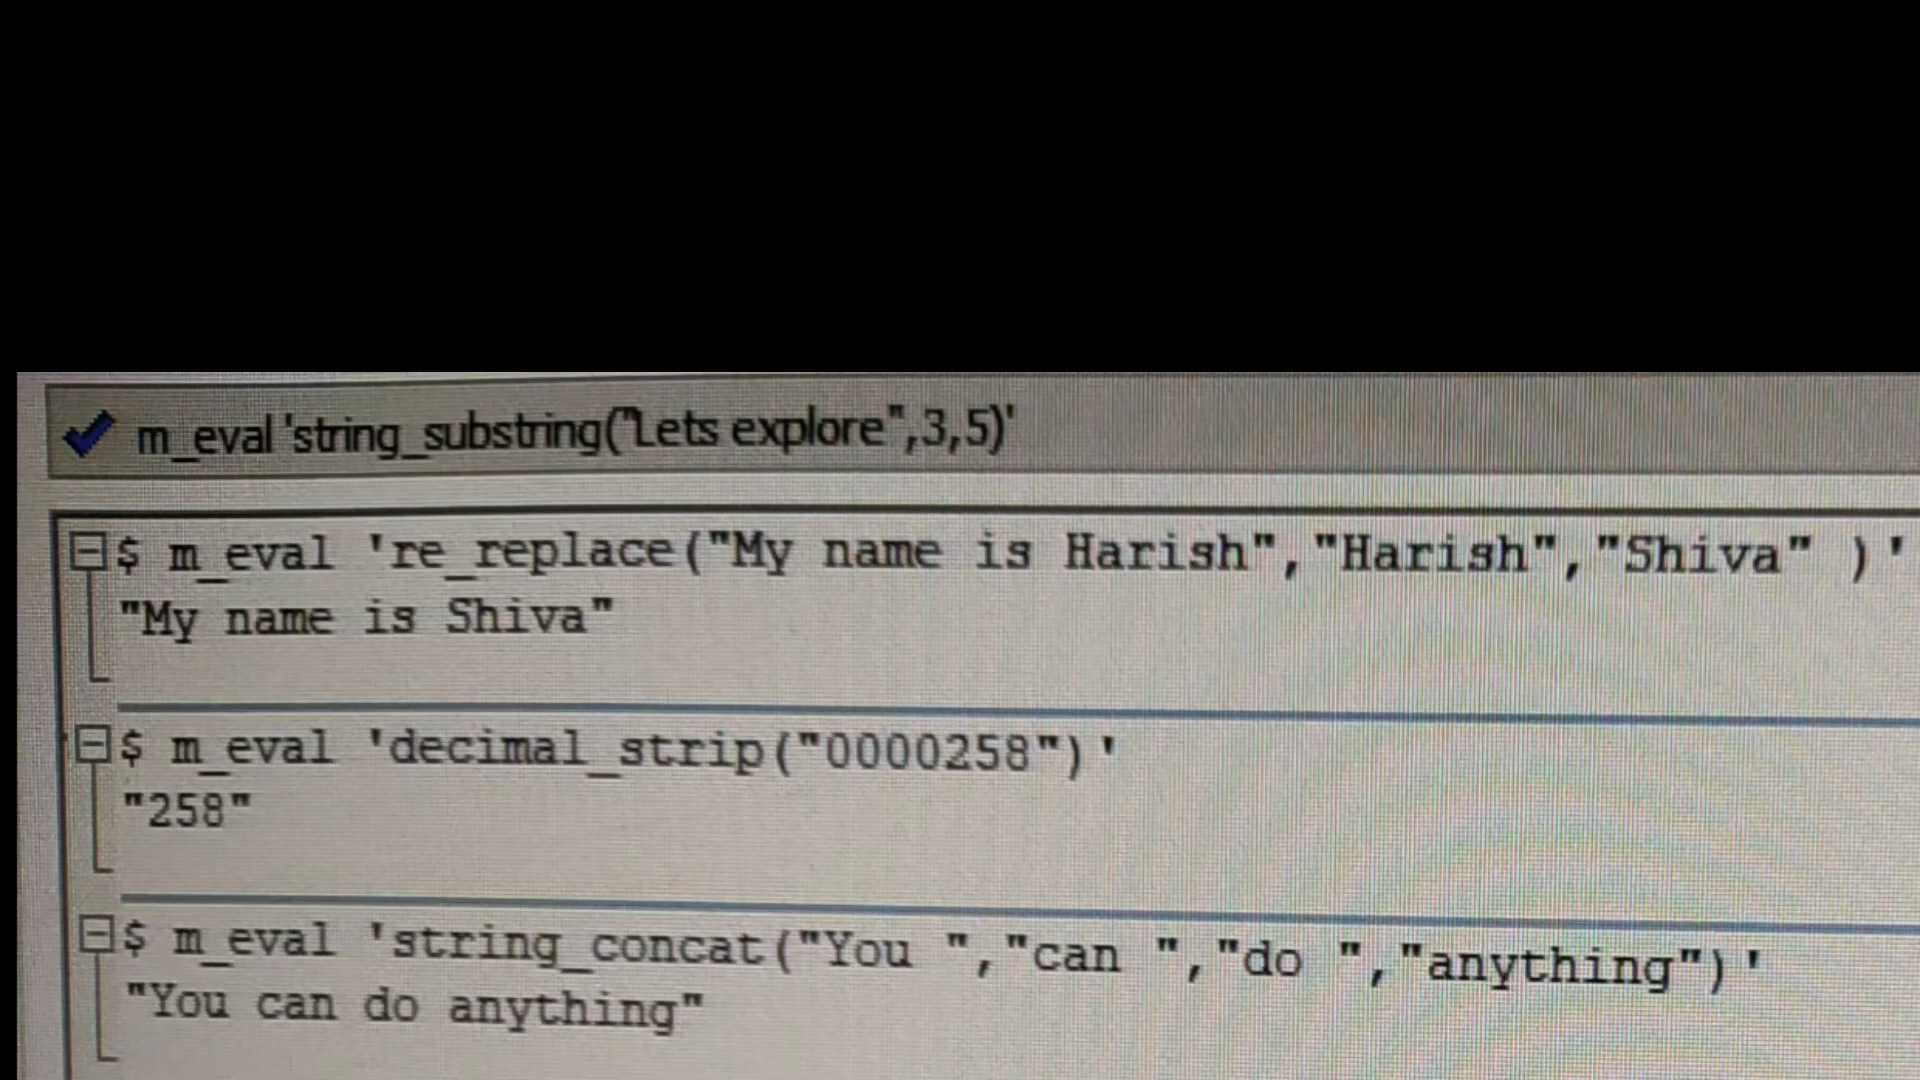 m_eval 'string_substring("Lets explore",3,5)'
$ m_eval 're_replace("My name is Harish","Harish","Shiva" )'
"My name is Shiva"
$ m_eval 'decimal_strip("0000258")'
"258"
$ m_eval 'string_concat("You ","can ","do ","anything")'
"You can do anything"